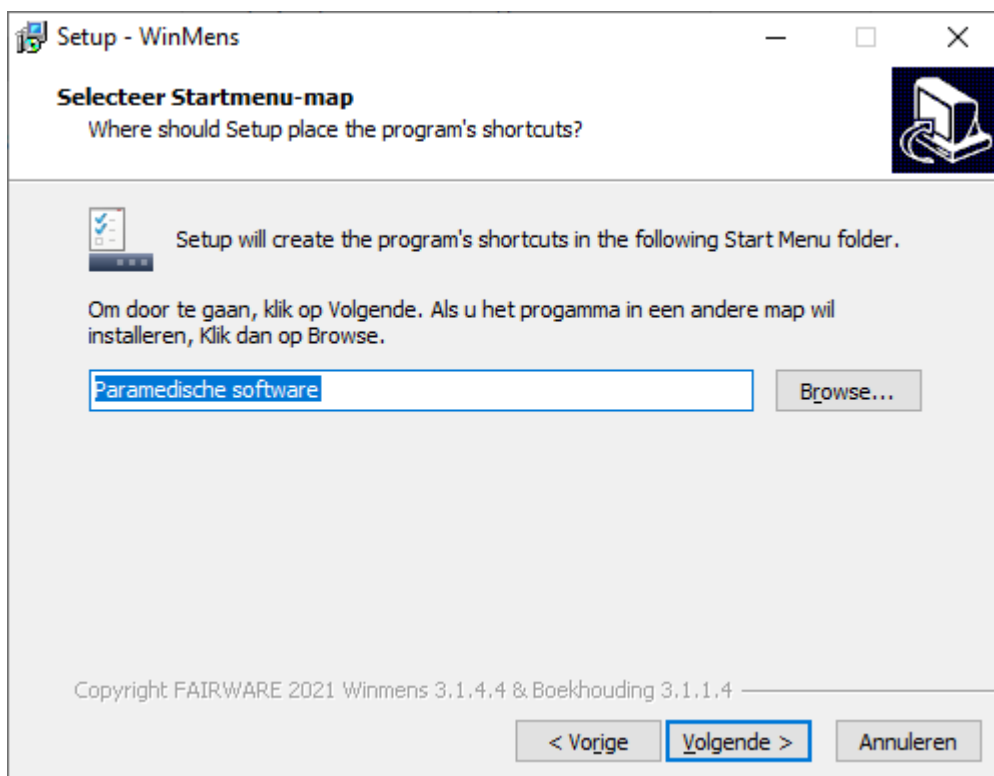 Setup - WinMens
Selecteer Startmenu-map
Where should Setup place the program's shortcuts?
Setup will create the program's shortcuts in the following Start Menu folder.
Om door te gaan, klik op Volgende. Als u het progamma in een andere map wil
installeren, Klik dan op Browse.
Paramedische software
Browse...
Copyright FAIRWARE 2021 Winmens 3.1.4.4 & Boekhouding 3.1.1.4
< Vorige
Volgende >
Annuleren